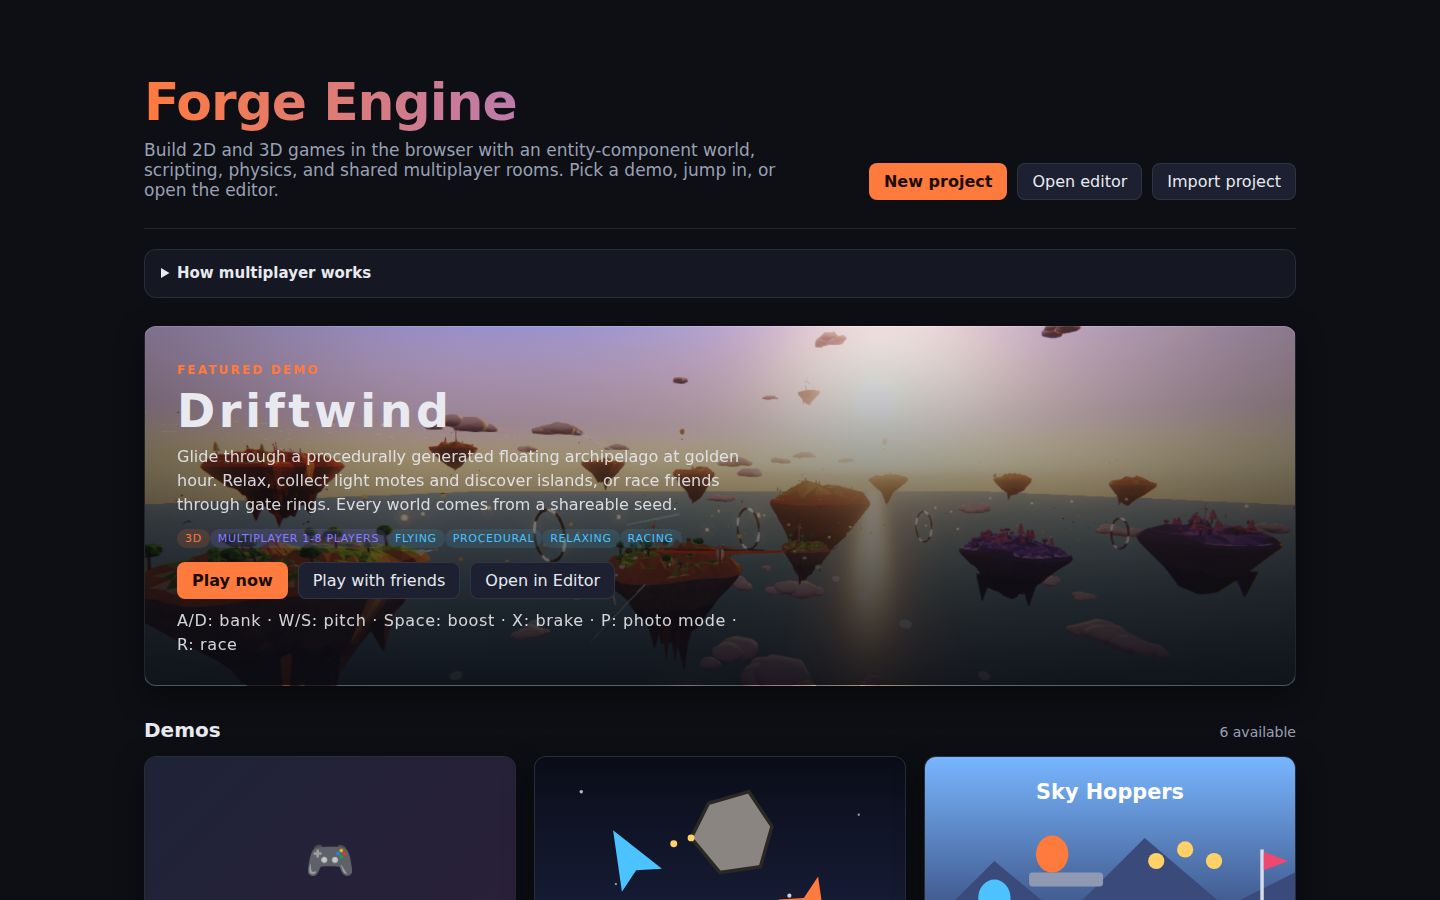 Forge Engine
Build 2D and 3D games in the browser with an entity-component world,
scripting, physics, and shared multiplayer rooms. Pick a demo, jump in, or
open the editor.
New project
Open editor
Import project
How multiplayer works
FEATURED DEMO
Driftwind
Glide through a procedurally generated floating archipelago at golden
hour. Relax, collect light motes and discover islands, or race friends
through gate rings. Every world comes from a shareable seed.
3D MULTIPLAYER 1-8 PLAYERS FLYING PROCEDURAL RELAXING RACING
Play now
Play with friends
Open in Editor
A/D: bank · W/S: pitch · Space: boost · X: brake · P: photo mode ·
R: race
Demos
6 available
Sky Hoppers